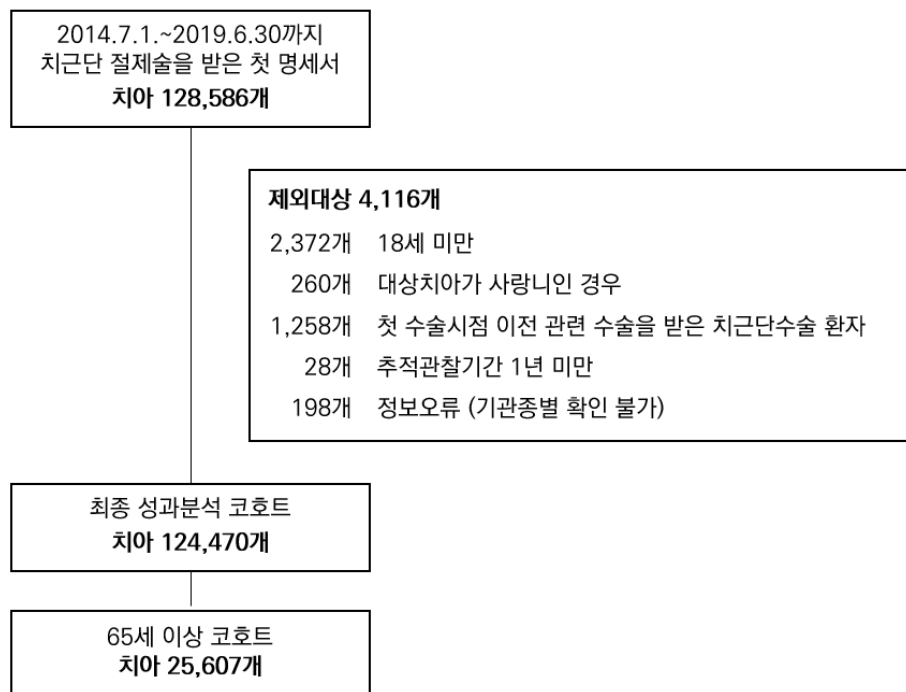 2014.7.1.~2019.6.30까지
치근단 절제술을 받은 첫 명세서
치아 128,586개
제외대상 4,116개
2,372개 18세 미만
260개 대상치아가 사랑니인 경우
1,258개 첫 수술시점 이전 관련 수술을 받은 치근단수술 환자
28개 추적관찰기간 1년 미만
198개 정보오류 (기관종별 확인 불가)
최종 성과분석 코호트
치아 124,470개
65세 이상 코호트
치아 25,607개